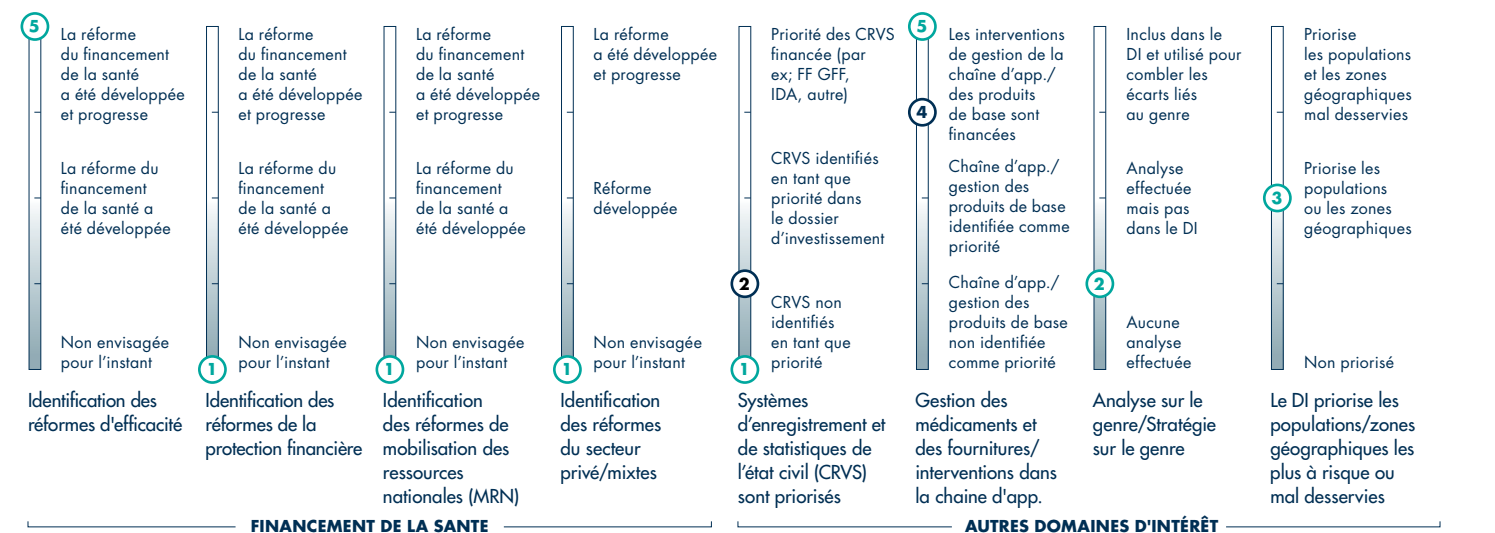 5
La réforme
du financement
de la santé
a été développée
et progresse
La réforme du
financement
de la santé a
été développée
Non envisagée
pour l’instant
Identification des
réformes d'efficacité
La réforme
du financement
de la santé
a été développée
et progresse
La réforme du
financement
de la santé a
été développée
Non envisagée
pour l’instant
1
Identification des
réformes de la
protection financière
La réforme
du financement
de la santé
a été développée
et progresse
La réforme du
financement
de la santé a
été développée
Non envisagée
pour l’instant
1
Identification
des réformes de
mobilisation des
ressources
nationales (MRN)
La réforme
a été développée
et progresse
Réforme
développée
Non envisagée
pour l’instant
1
Identification
des réformes
du secteur
privé/mixtes
FINANCEMENT DE LA SANTE
Priorité des CRVS
financée (par
ex; FF GFF,
IDA, autre)
CRVS identifiés
en tant que
priorité dans
le dossier
d’investissement
2
CRVS non
identifiés
en tant que
priorité
1
Systèmes
d’enregistrement et
de statistiques de
l’état civil (CRVS)
sont priorisés
5
Les interventions
de gestion de la
chaîne d’app./
des produits
de base sont
financées
4
Chaîne d’app./
gestion des
produits de base
identifiée comme
priorité
Chaîne d’app./
gestion des
produits de base
non identifiée
comme priorité
Gestion des
médicaments et
des fournitures/
interventions dans
la chaine d'app.
Inclus dans le
DI et utilisé pour
combler les
écarts liés
au genre
Analyse
effectuée
mais pas
dans le DI
2
Aucune
analyse
effectuée
Analyse sur le
genre/Stratégie
sur le genre
Priorise
les populations
et les zones
géographiques
mal desservies
3
Priorise les
populations
ou les zones
géographiques
Non priorisé
Le DI priorise les
populations/zones
géographiques les
plus à risque ou
mal desservies
AUTRES DOMAINES D'INTÉRÊT